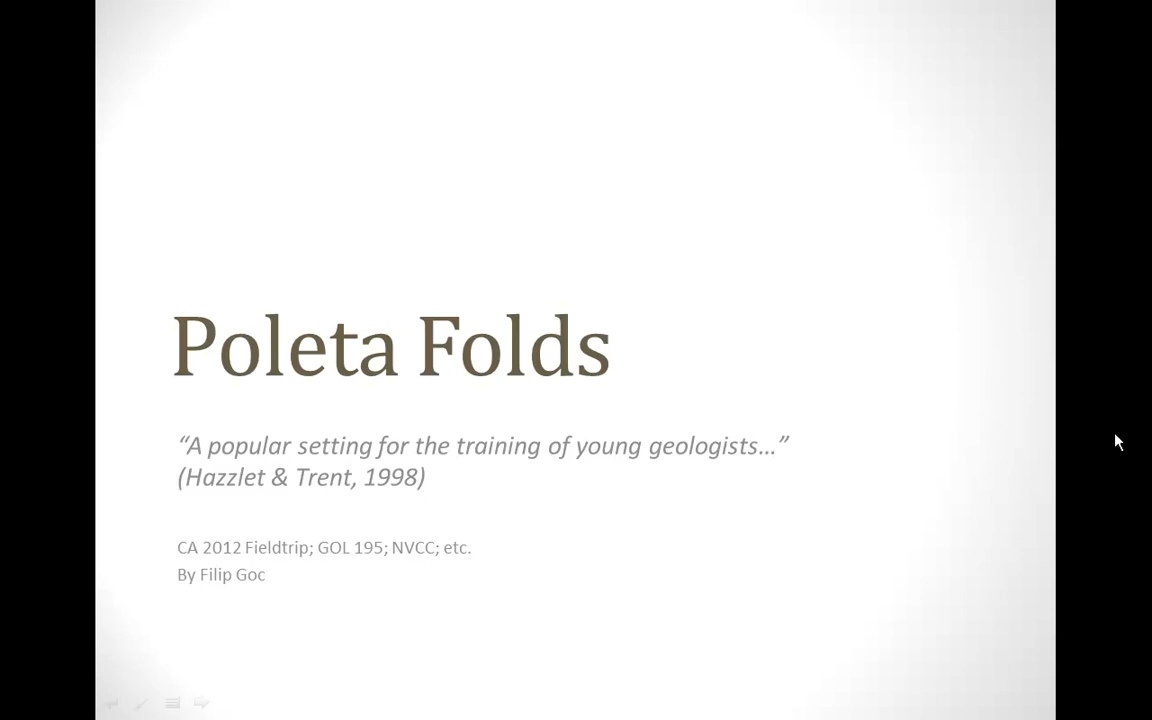 Poleta Folds
“A popular setting for the training of young geologists…”
(Hazzlet & Trent, 1998)
CA 2012 Fieldtrip; GOL 195; NVCC; etc.
By Filip Goc